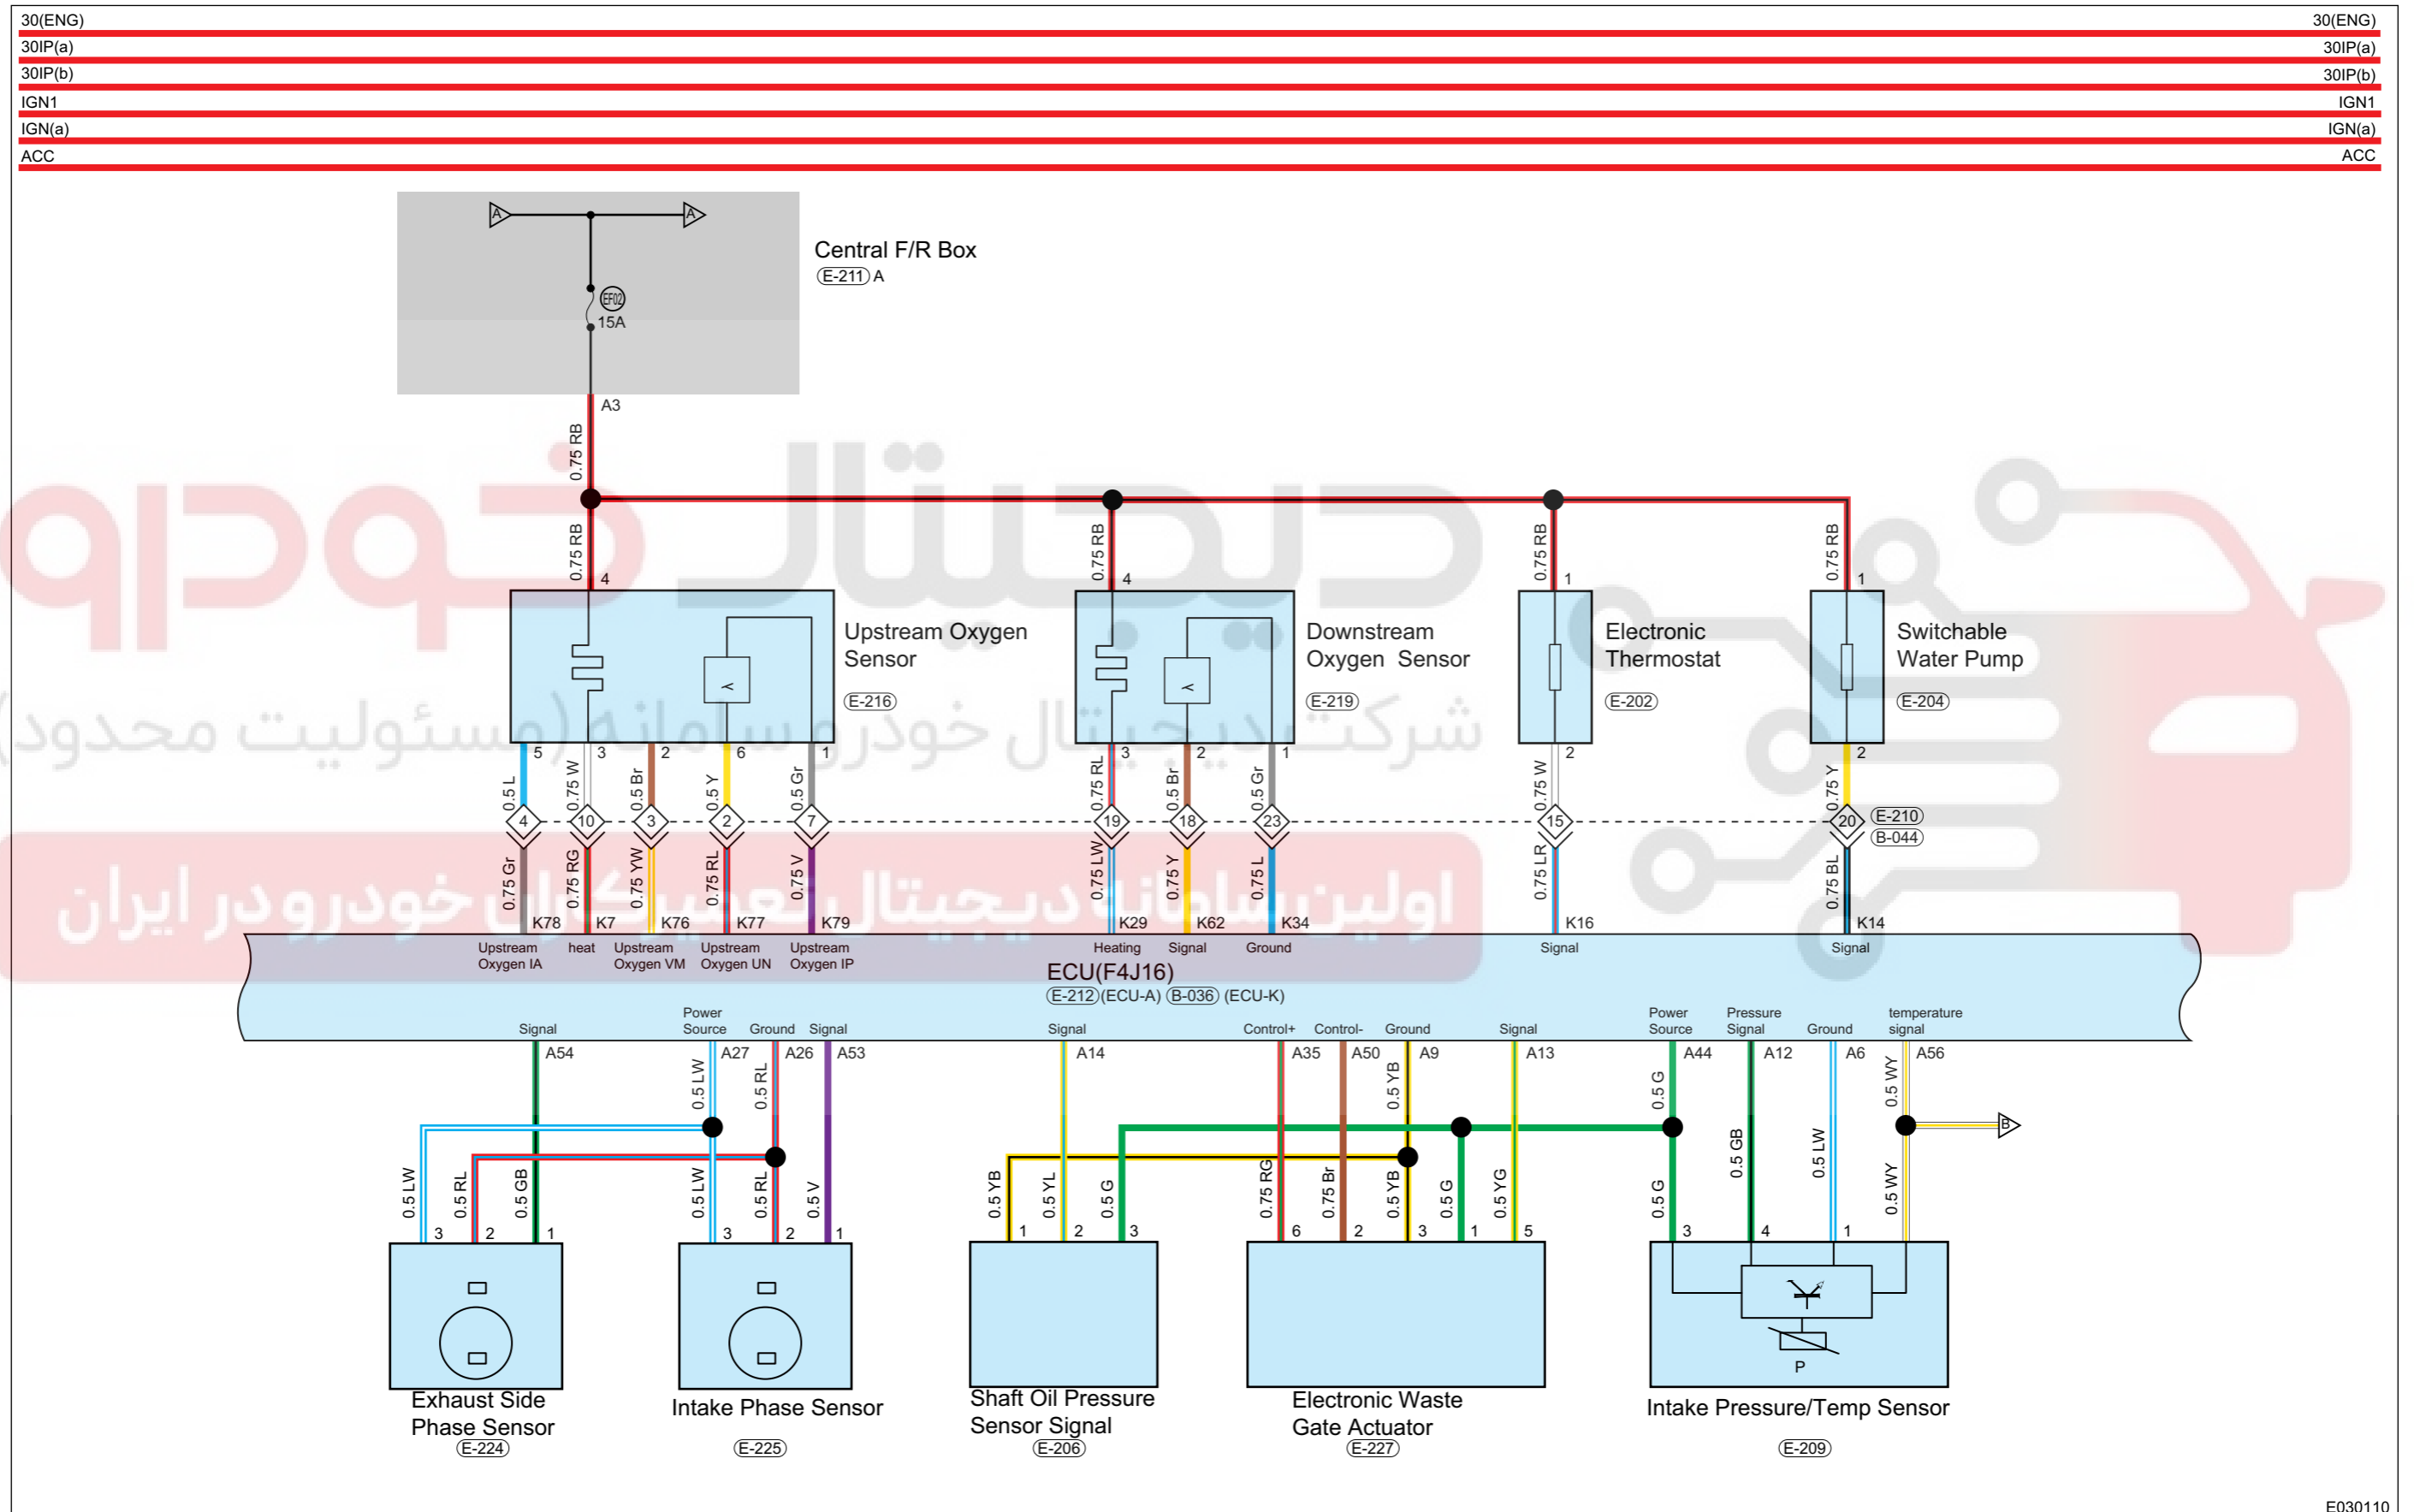 30(ENG) 30(ENG)
30IP(a) 30IP(a)
30IP(b) 30IP(b)
IGN1 IGN1
IGN(a) IGN(a)
ACC ACC
A A
Central F/R Box
E-211 A
EF02
15A
A3
0.75 RB
دیجیتال خودرو
0.75 RB 0.75 RB 0.75 RB 0.75 RB
4 4 1 1
Upstream Oxygen
Sensor
E-216
Downstream
Oxygen Sensor
E-219
Electronic
Thermostat
E-202
Switchable
Water Pump
E-204
شرکت دیجیتال خودرو سامانه (مسئولیت محدود)
5 3 2 6 1 3 2 1 2 2
0.5 L 0.75 W 0.5 Br 0.5 Y 0.5 Gr 0.75 RL 0.5 Br 0.5 Gr 0.75 W 0.75 Y
4 10 3 2 7 19 18 23 15 20
E-210
B-044
0.75 Gr 0.75 RG 0.75 YW 0.75 RL 0.75 V 0.75 LW 0.75 Y 0.75 L 0.75 LR 0.75 BL
اولین سامانه دیجیتال تعمیرکاران خودرو در ایران
K78 K7 K76 K77 K79 K29 K62 K34 K16 K14
Upstream heat Upstream Upstream Upstream Heating Signal Ground Signal Signal
Oxygen IA Oxygen VM Oxygen UN Oxygen IP
ECU(F4J16)
E-212 (ECU-A) B-036 (ECU-K)
Power Power Pressure temperature
Signal Source Ground Signal Signal Control+ Control- Ground Signal Source Signal Ground signal
A54 A27 A26 A53 A14 A35 A50 A9 A13 A44 A12 A6 A56
0.5 LW 0.5 RL 0.5 YB 0.5 G 0.5 WY
B
0.5 LW 0.5 RL 0.5 GB 0.5 LW 0.5 RL 0.5 V 0.5 YB 0.5 YL 0.5 G 0.75 RG 0.75 Br 0.5 YB 0.5 G 0.5 YG 0.5 G 0.5 GB 0.5 LW 0.5 WY
3 2 1 3 2 1 1 2 3 6 2 3 1 5 3 4 1
P
Exhaust Side
Phase Sensor
E-224
Intake Phase Sensor
E-225
Shaft Oil Pressure
Sensor Signal
E-206
Electronic Waste
Gate Actuator
E-227
Intake Pressure/Temp Sensor
E-209
E030110